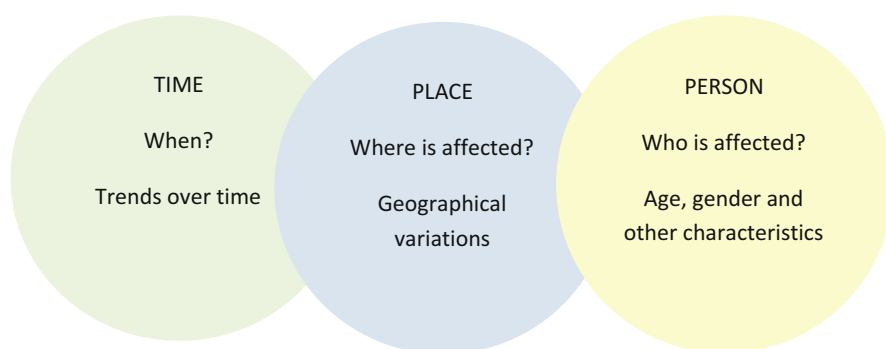 TIME
When?
Trends over time
PLACE
Where is affected?
Geographical
variations
PERSON
Who is affected?
Age, gender and
other characteristics